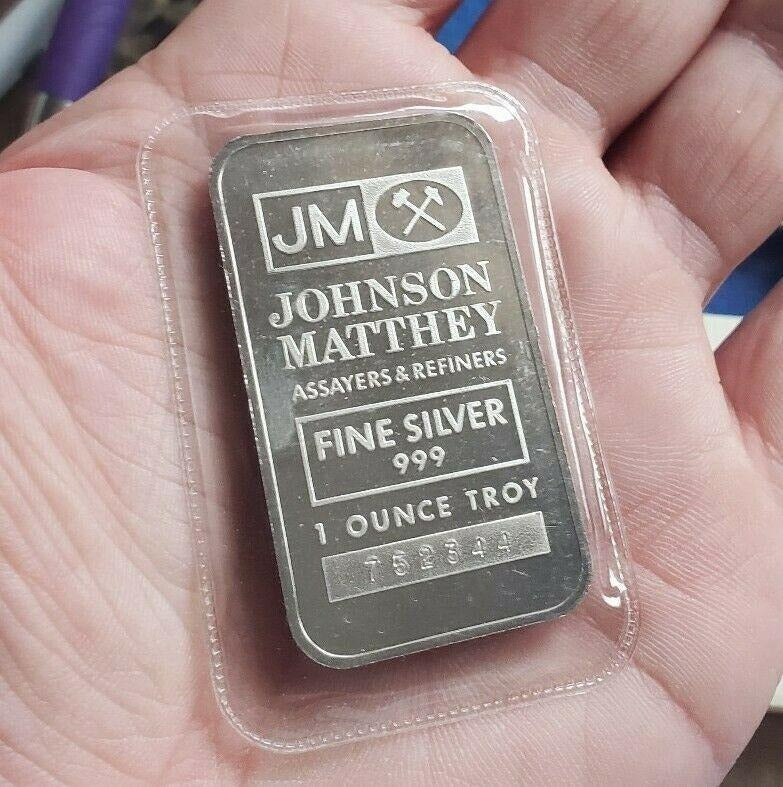 JM
JOHNSON
MATTHEY
ASSAYERS & REFINERS
FINE SILVER
999
1 OUNCE TROY
752344